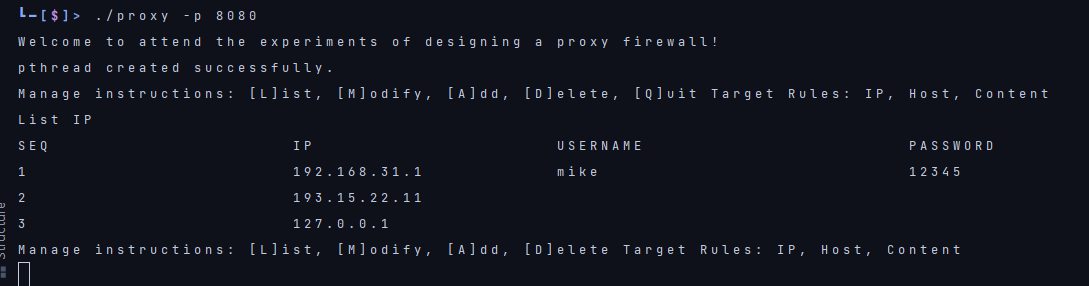 ┗━[$]> ./proxy -p 8080
Welcome to attend the experiments of designing a proxy firewall!
pthread created successfully.
Manage instructions: [L]ist, [M]odify, [A]dd, [D]elete, [Q]uit Target Rules: IP, Host, Content
List IP
SEQ IP USERNAME PASSWORD
1 192.168.31.1 mike 12345
2 193.15.22.11
3 127.0.0.1
Manage instructions: [L]ist, [M]odify, [A]dd, [D]elete Target Rules: IP, Host, Content
Structure